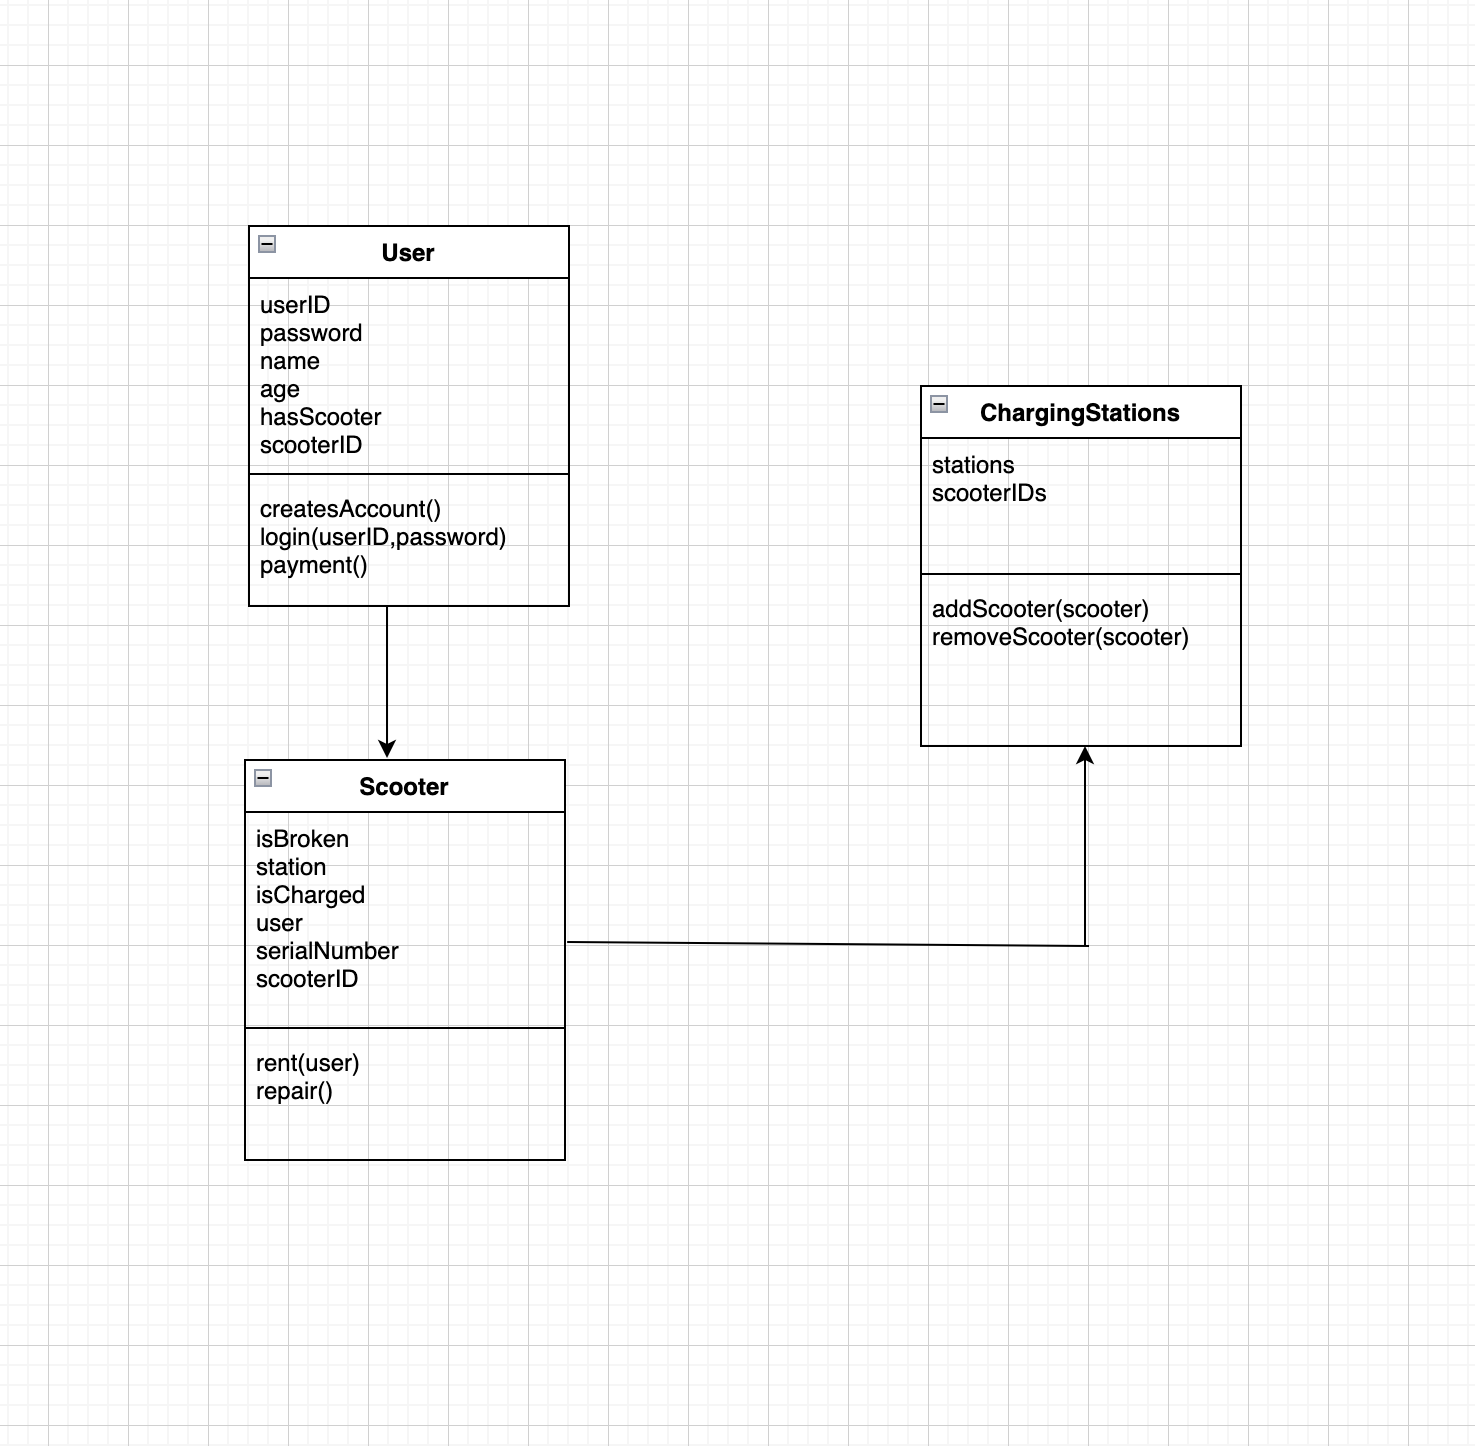 User
userID
password
name
age
hasScooter
scooterID
createsAccount()
login(userID,password)
payment()
ChargingStations
stations
scooterIDs
addScooter(scooter)
removeScooter(scooter)
Scooter
isBroken
station
isCharged
user
serialNumber
scooterID
rent(user)
repair()